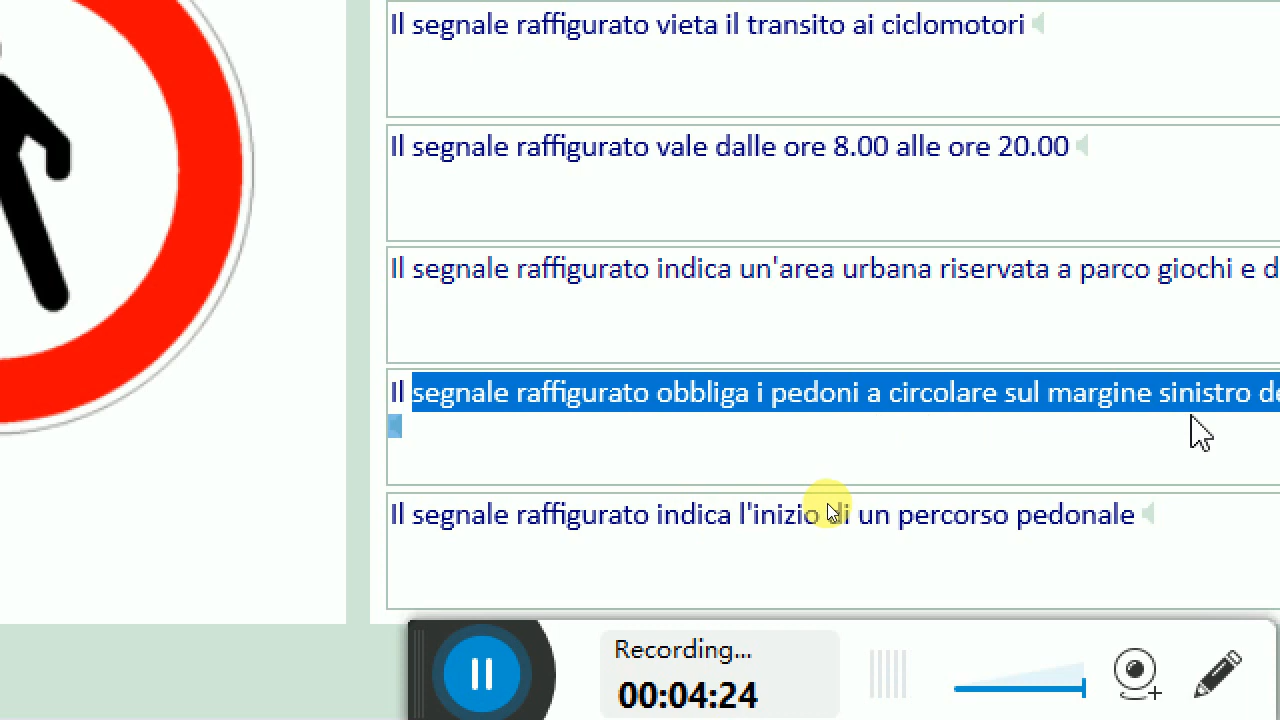 Il segnale raffigurato vieta il transito ai ciclomotori
Il segnale raffigurato vale dalle ore 8.00 alle ore 20.00
Il segnale raffigurato indica un'area urbana riservata a parco giochi e d
Il segnale raffigurato obbliga i pedoni a circolare sul margine sinistro de
Il segnale raffigurato indica l'inizio di un percorso pedonale
Recording...
00:04:24